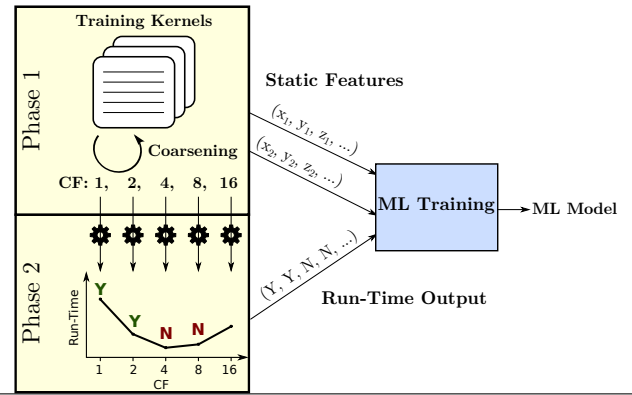 Training Kernels
Phase 1
Coarsening
CF: 1, 2, 4, 8, 16
Static Features
(x1, y1, z1, ...)
(x2, y2, z2, ...)
ML Training
ML Model
Phase 2
Run-Time
Y
Y
N
N
1 2 4 8 16
CF
(Y, Y, N, N, ...)
Run-Time Output